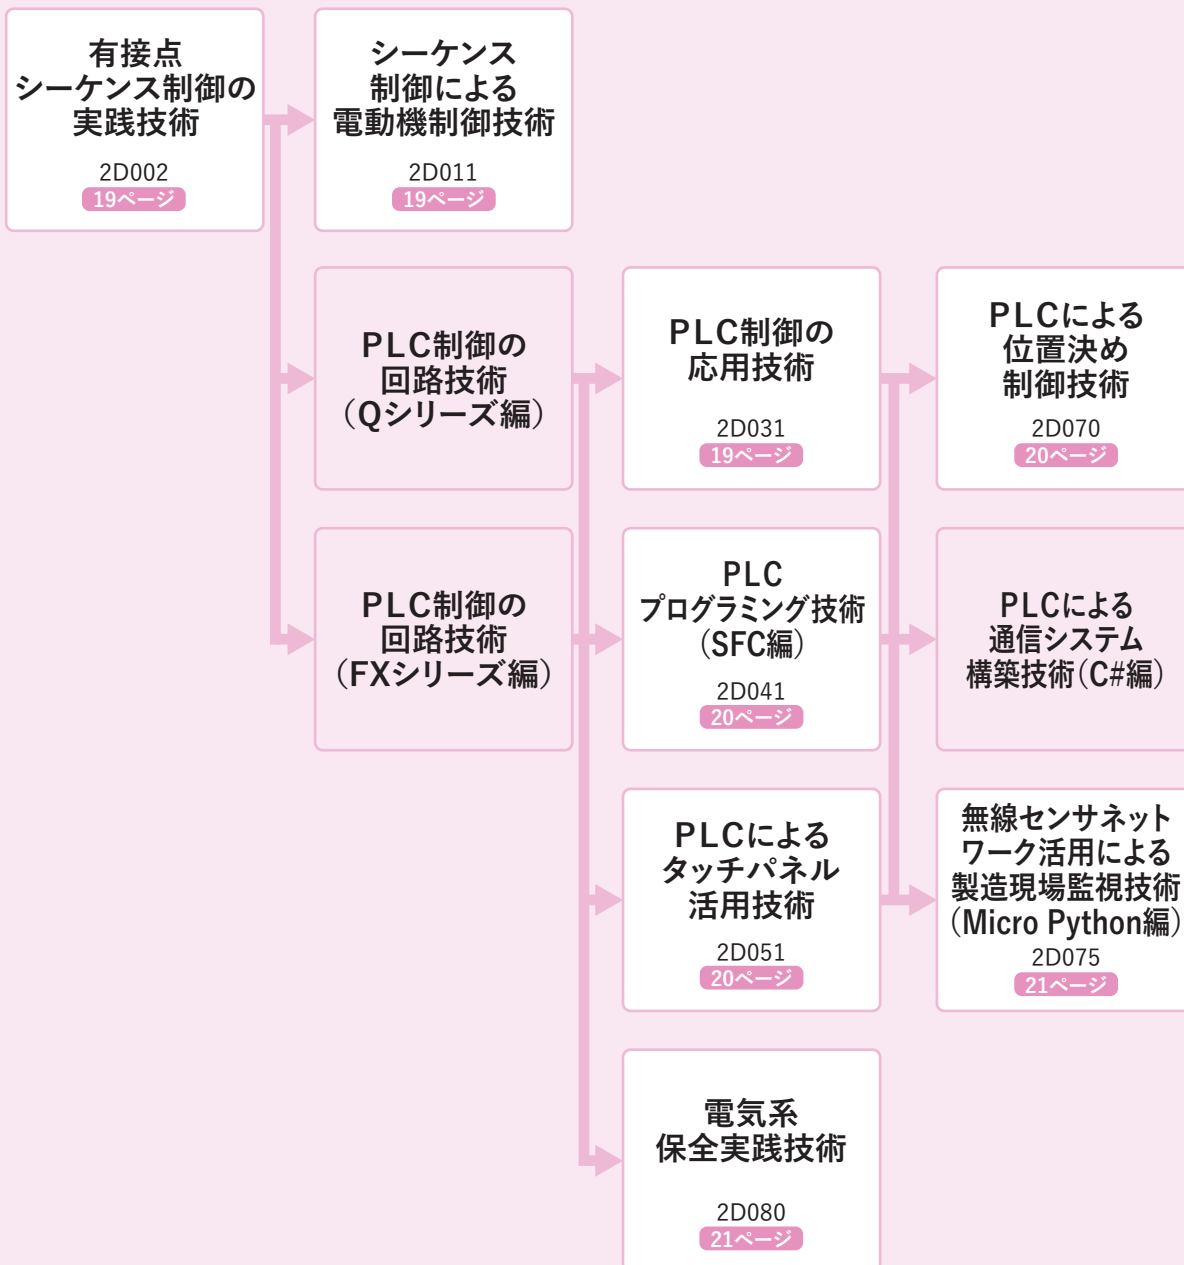 有接点
シーケンス制御の
実践技術
2D002
19ページ
シーケンス
制御による
電動機制御技術
2D011
19ページ
PLC制御の
回路技術
（Qシリーズ編）
PLC制御の
応用技術
2D031
19ページ
PLCによる
位置決め
制御技術
2D070
20ページ
PLC制御の
回路技術
（FXシリーズ編）
PLC
プログラミング技術
（SFC編）
2D041
20ページ
PLCによる
通信システム
構築技術（C#編）
PLCによる
タッチパネル
活用技術
2D051
20ページ
無線センサネット
ワーク活用による
製造現場監視技術
（Micro Python編）
2D075
21ページ
電気系
保全実践技術
2D080
21ページ